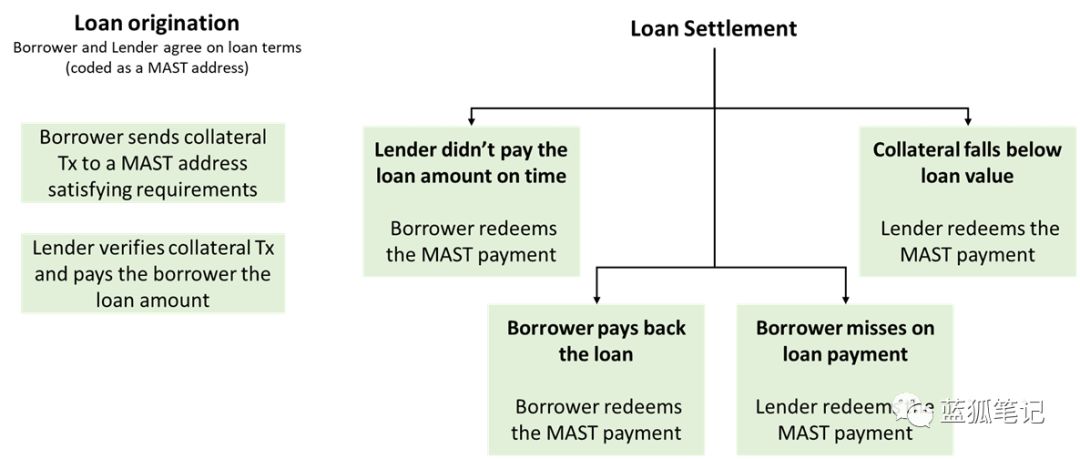 Loan origination
Borrower and Lender agree on loan terms
(coded as a MAST address)
Borrower sends collateral
Tx to a MAST address
satisfying requirements
Lender verifies collateral Tx
and pays the borrower the
loan amount
Loan Settlement
Lender didn't pay the
loan amount on time
Borrower redeems
the MAST payment
Collateral falls below
loan value
Lender redeems the
MAST payment
Borrower pays back
the loan
Borrower redeems
the MAST payment
Borrower misses on
loan payment
Lender redeems the
MAST payment
蓝狐笔记